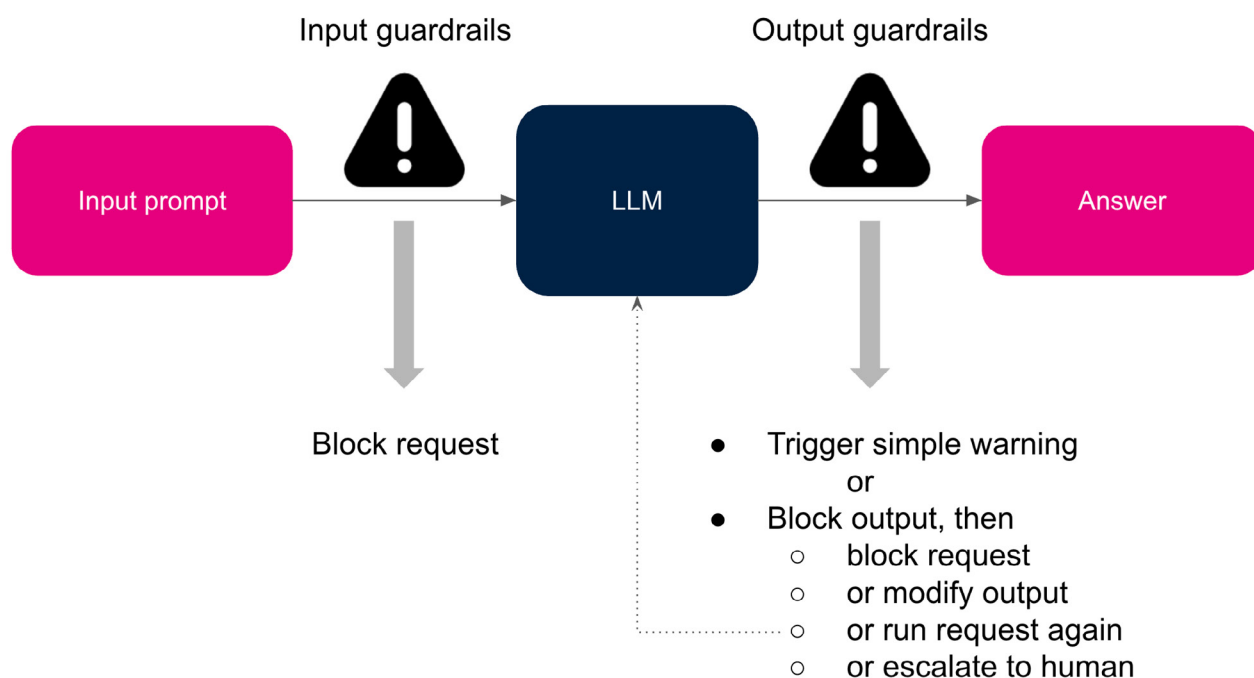 Input guardrails
Output guardrails
Input prompt
LLM
Answer
Block request
● Trigger simple warning
or
● Block output, then
○ block request
○ or modify output
○ or run request again
○ or escalate to human